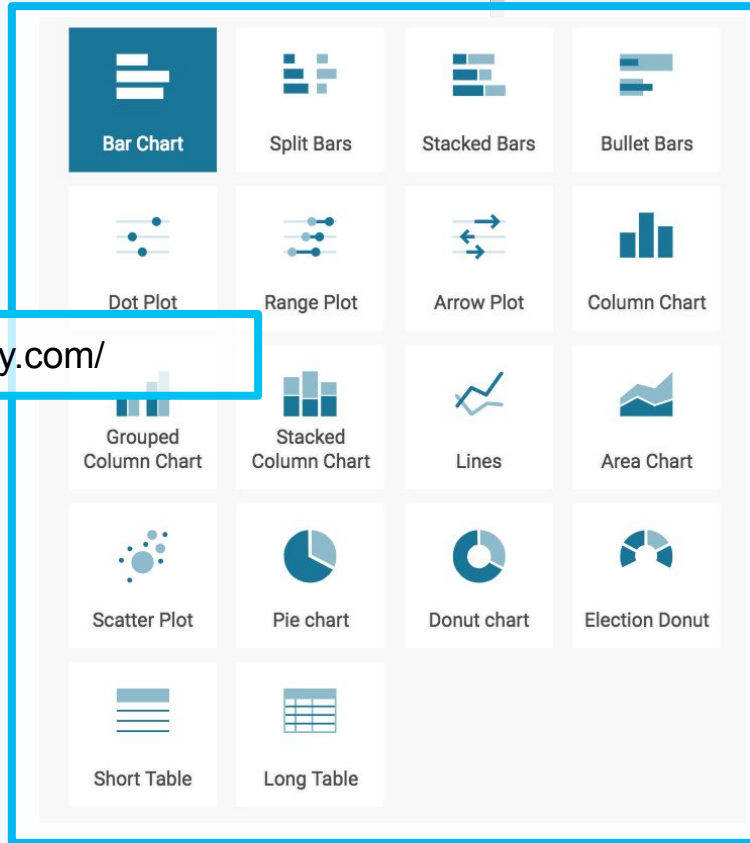 Bar Chart
Split Bars
Stacked Bars
Bullet Bars
Dot Plot
Range Plot
Arrow Plot
Column Chart
y.com/
Grouped
Column Chart
Stacked
Column Chart
Lines
Area Chart
Scatter Plot
Pie chart
Donut chart
Election Donut
Short Table
Long Table